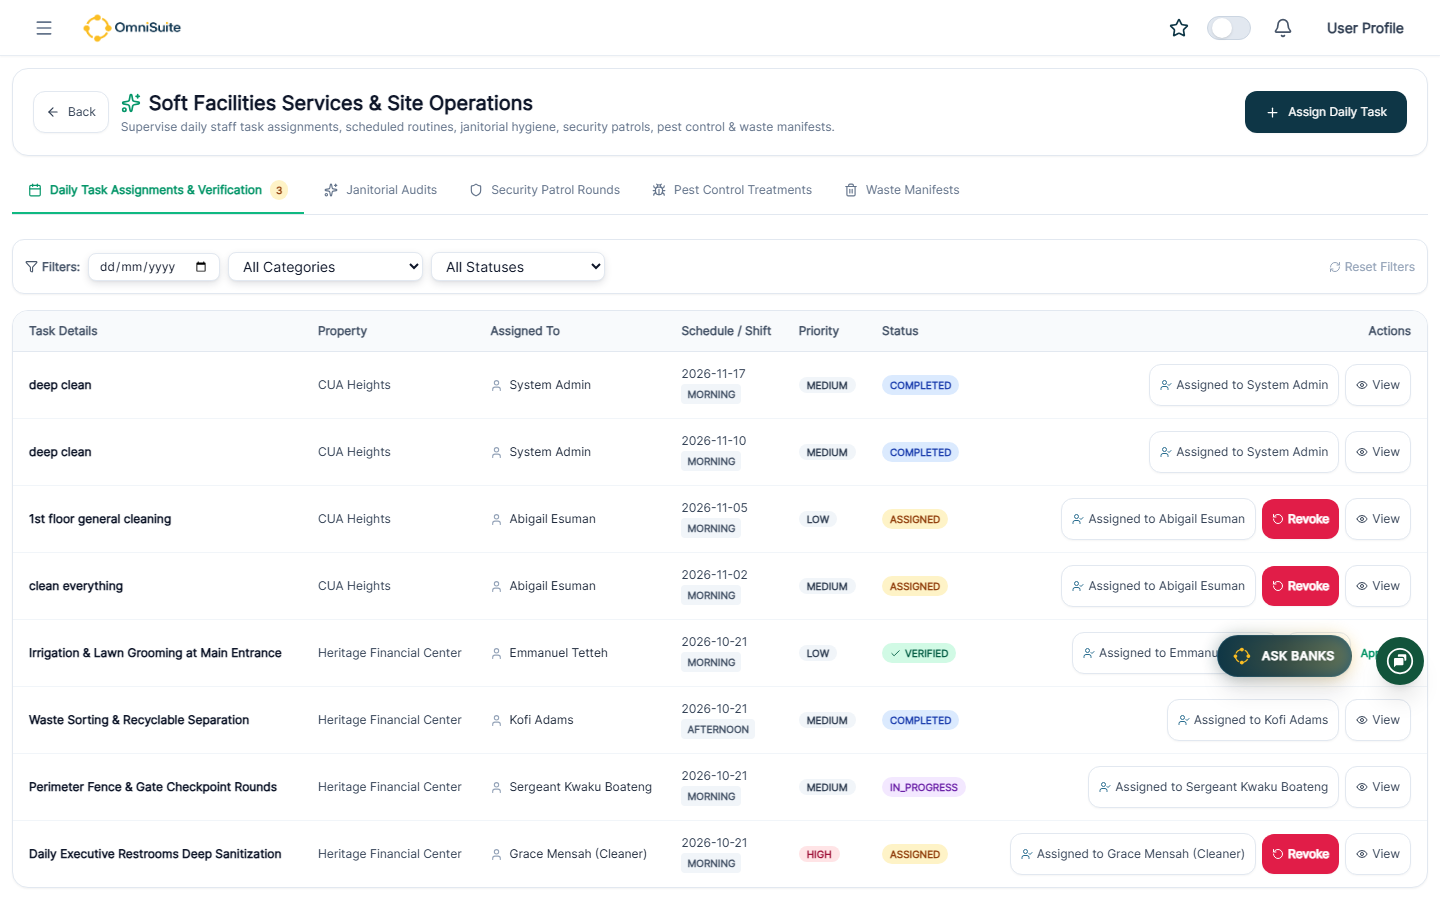 OmniSuite
User Profile
Back
Soft Facilities Services & Site Operations
Supervise daily staff task assignments, scheduled routines, janitorial hygiene, security patrols, pest control & waste manifests.
Assign Daily Task
Daily Task Assignments & Verification 3
Janitorial Audits
Security Patrol Rounds
Pest Control Treatments
Waste Manifests
Filters:
dd/mm/yyyy
All Categories
All Statuses
Reset Filters
Task Details Property Assigned To Schedule / Shift Priority Status Actions
deep clean CUA Heights System Admin 2026-11-17 MORNING MEDIUM COMPLETED Assigned to System Admin View
deep clean CUA Heights System Admin 2026-11-10 MORNING MEDIUM COMPLETED Assigned to System Admin View
1st floor general cleaning CUA Heights Abigail Esuman 2026-11-05 MORNING LOW ASSIGNED Assigned to Abigail Esuman Revoke View
clean everything CUA Heights Abigail Esuman 2026-11-02 MORNING MEDIUM ASSIGNED Assigned to Abigail Esuman Revoke View
Irrigation & Lawn Grooming at Main Entrance Heritage Financial Center Emmanuel Tetteh 2026-10-21 MORNING LOW VERIFIED Assigned to Emmanu
ASK BANKS
Waste Sorting & Recyclable Separation Heritage Financial Center Kofi Adams 2026-10-21 AFTERNOON MEDIUM COMPLETED Assigned to Kofi Adams View
Perimeter Fence & Gate Checkpoint Rounds Heritage Financial Center Sergeant Kwaku Boateng 2026-10-21 MORNING MEDIUM IN_PROGRESS Assigned to Sergeant Kwaku Boateng View
Daily Executive Restrooms Deep Sanitization Heritage Financial Center Grace Mensah (Cleaner) 2026-10-21 MORNING HIGH ASSIGNED Assigned to Grace Mensah (Cleaner) Revoke View